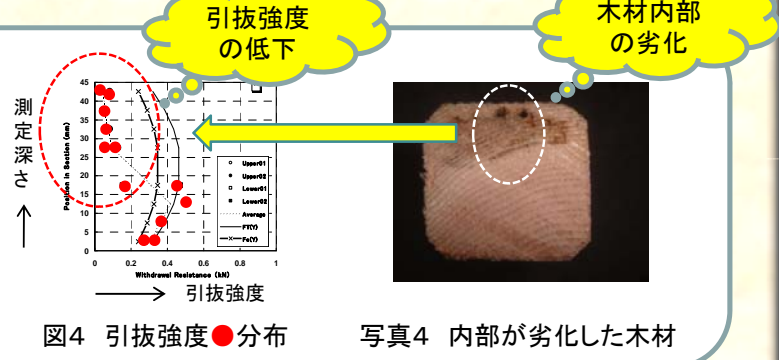 引抜強度
の低下
木材内部
の劣化
測定深さ
Position in Section (mm)
45
40
35
30
25
20
15
10
5
0
0
0.2
0.4
0.6
0.8
1
Upper01
Upper02
Lower01
Lower02
Average
FT(Y)
Fc(Y)
Withdrawal Resistance (kN)
引抜強度
図4 引抜強度●分布
写真4 内部が劣化した木材